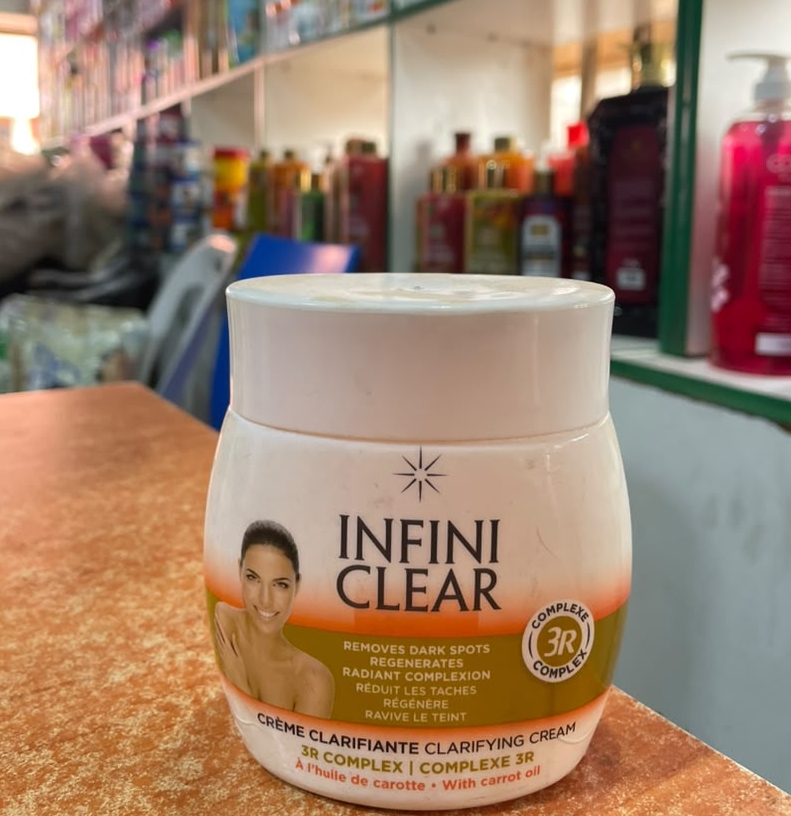 INFINI
CLEAR
COMPLEXE
3R
COMPLEX
REMOVES DARK SPOTS
REGENERATES
RADIANT COMPLEXION
RÉDUIT LES TACHES
RÉGÉNÈRE
RAVIVE LE TEINT
CRÈME CLARIFIANTE CLARIFYING CREAM
3R COMPLEX | COMPLEXE 3R
À l'huile de carotte • With carrot oil